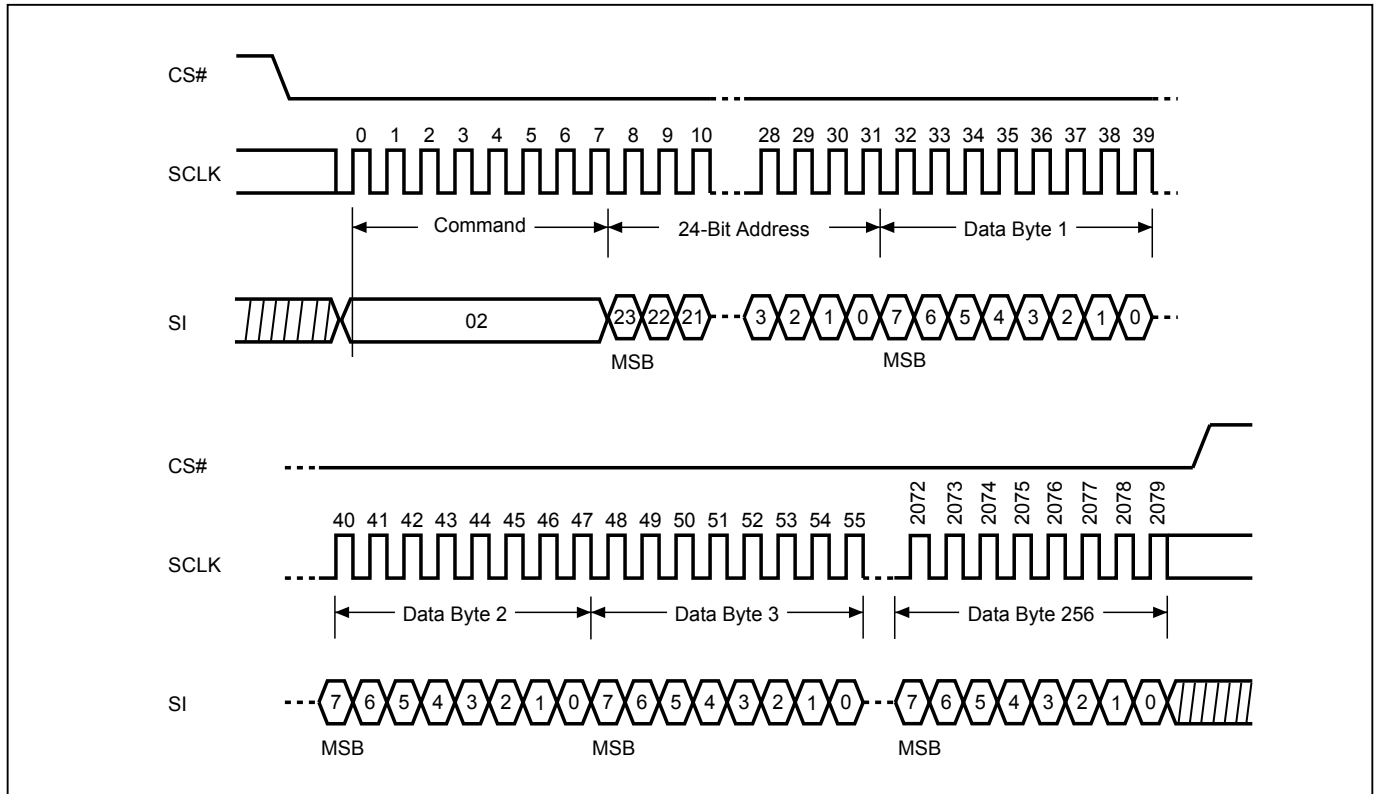 CS#
0 1 2 3 4 5 6 7 8 9 10 28 29 30 31 32 33 34 35 36 37 38 39
SCLK
Command 24-Bit Address Data Byte 1
SI 02 23 22 21 3 2 1 0 7 6 5 4 3 2 1 0
MSB MSB
CS#
40 41 42 43 44 45 46 47 48 49 50 51 52 53 54 55 2072 2073 2074 2075 2076 2077 2078 2079
SCLK
Data Byte 2 Data Byte 3 Data Byte 256
SI 7 6 5 4 3 2 1 0 7 6 5 4 3 2 1 0 7 6 5 4 3 2 1 0
MSB MSB MSB